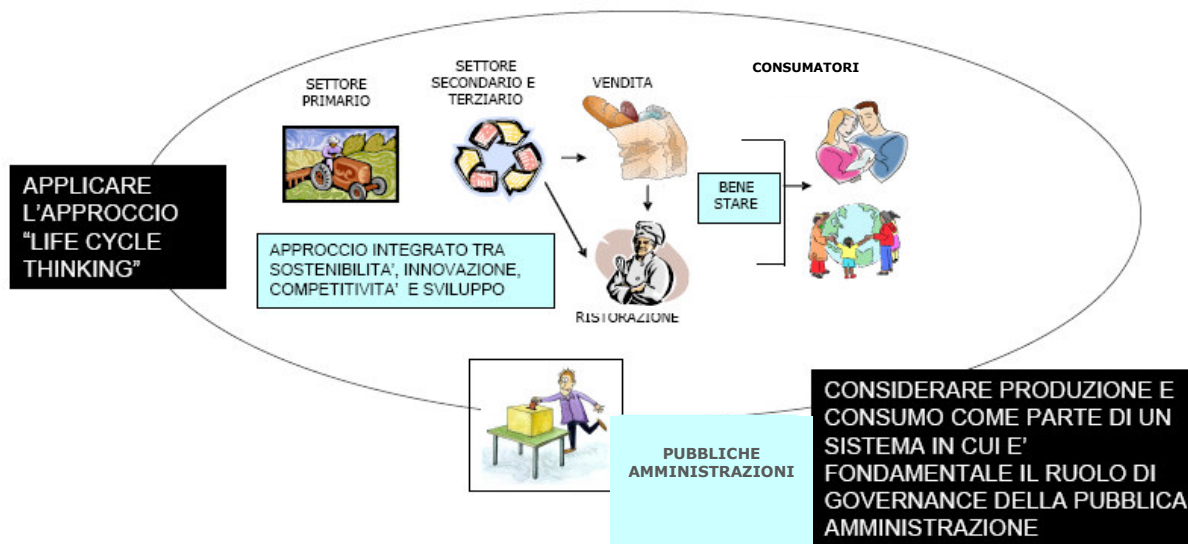 SETTORE
PRIMARIO
SETTORE
SECONDARIO E
TERZIARIO
VENDITA
CONSUMATORI
APPLICARE
L'APPROCCIO
“LIFE CYCLE
THINKING”
BENE
STARE
APPROCCIO INTEGRATO TRA
SOSTENIBILITA', INNOVAZIONE,
COMPETITIVITA' E SVILUPPO
RISTORAZIONE
PUBBLICHE
AMMINISTRAZIONI
CONSIDERARE PRODUZIONE E
CONSUMO COME PARTE DI UN
SISTEMA IN CUI E'
FONDAMENTALE IL RUOLO DI
GOVERNANCE DELLA PUBBLICA
AMMINISTRAZIONE